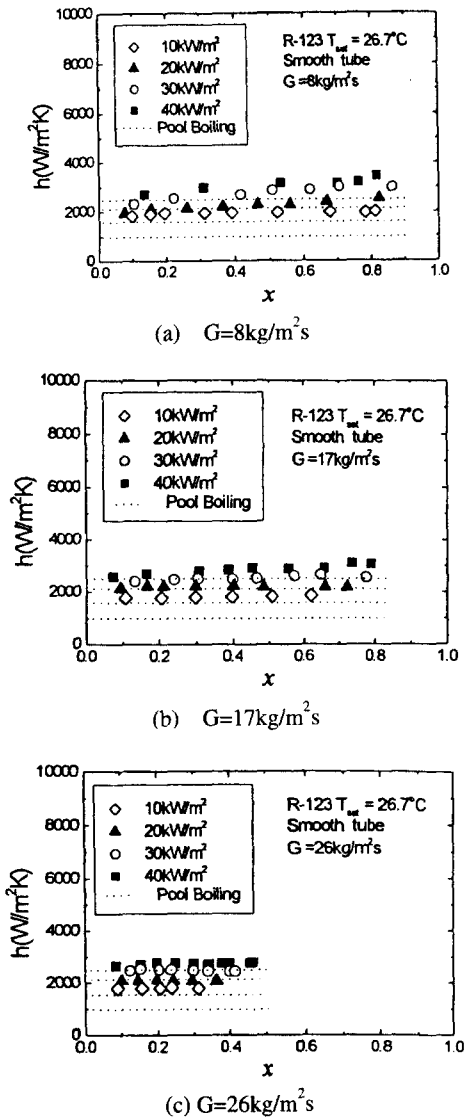 10000
8000
6000
4000
2000
0
h(W/m²K)
10kW/m²
20kW/m²
30kW/m²
40kW/m²
Pool Boiling
R-123 T sat = 26.7°C
Smooth tube
G =8kg/m²s
0.0 0.2 0.4 0.6 0.8 1.0
x
(a) G=8kg/m²s
10000
8000
6000
4000
2000
0
h(W/m²K)
10kW/m²
20kW/m²
30kW/m²
40kW/m²
Pool Boiling
R-123 T sat = 26.7°C
Smooth tube
G =17kg/m²s
0.0 0.2 0.4 0.6 0.8 1.0
x
(b) G=17kg/m²s
10000
8000
6000
4000
2000
0
h(W/m²K)
10kW/m²
20kW/m²
30kW/m²
40kW/m²
Pool Boiling
R-123 T sat = 26.7°C
Smooth tube
G =26kg/m²s
0.0 0.2 0.4 0.6 0.8 1.0
x
(c) G=26kg/m²s